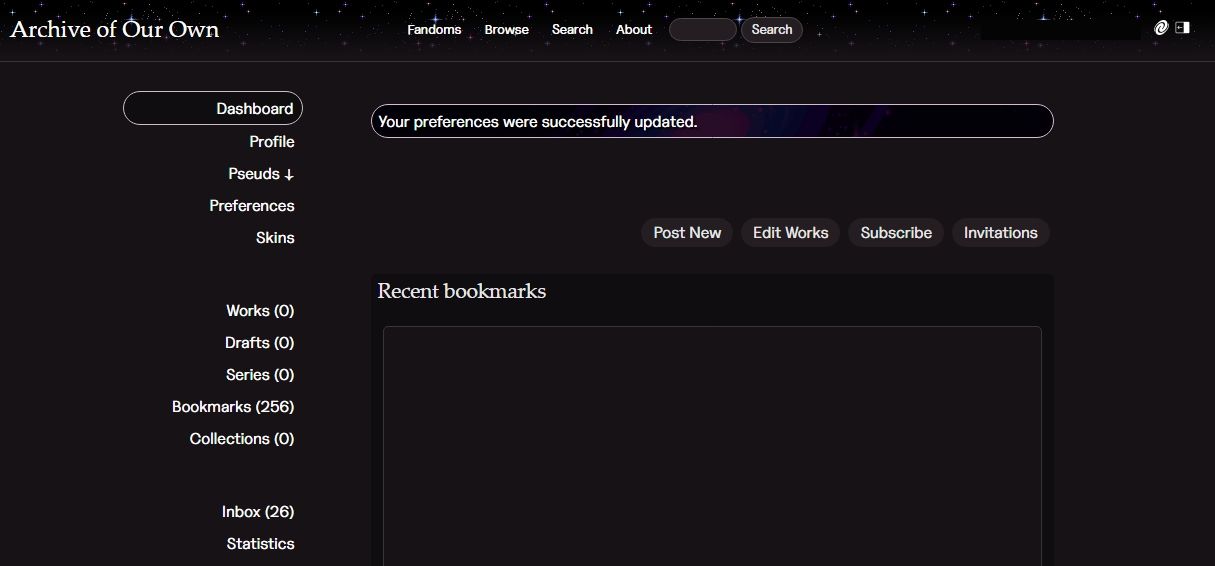 Archive of Our Own
Fandoms Browse Search About Search
Dashboard
Profile
Pseuds ↓
Preferences
Skins
Works (0)
Drafts (0)
Series (0)
Bookmarks (256)
Collections (0)
Inbox (26)
Statistics
Your preferences were successfully updated.
Post New Edit Works Subscribe Invitations
Recent bookmarks